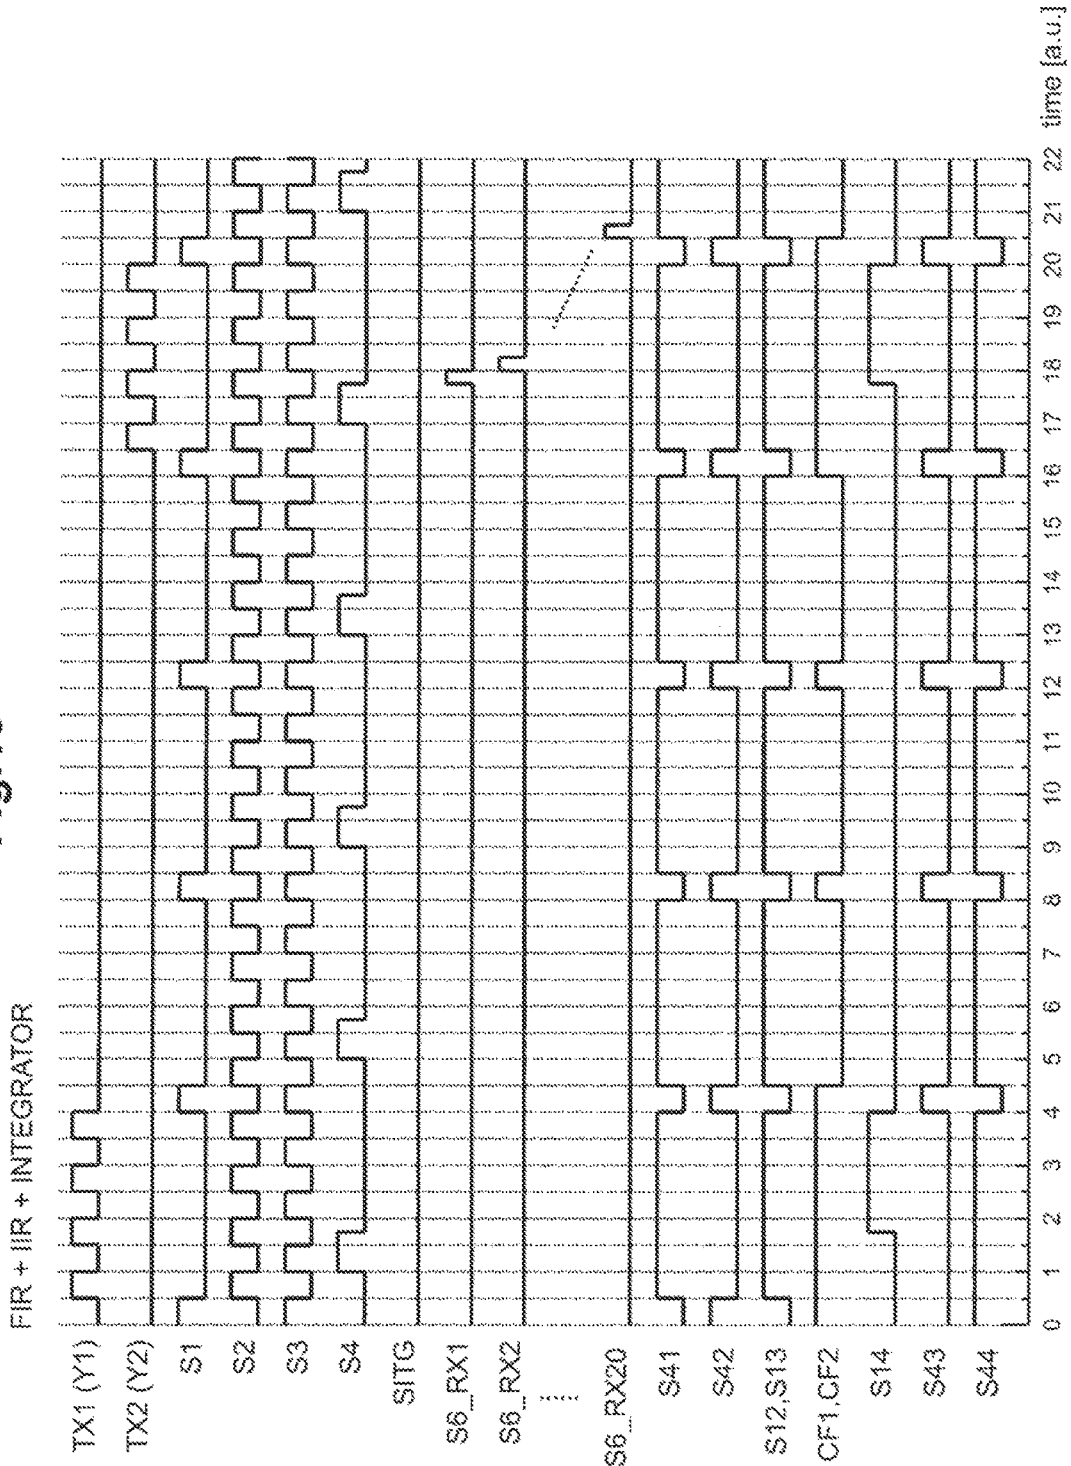 FIR + IIR + INTEGRATOR
TX1 (Y1)
TX2 (Y2)
S1
S2
S3
S4
SITG
S6_RX1
S6_RX2
S6_RX20
S41
S42
S12,S13
CF1,CF2
S14
S43
S44
0 1 2 3 4 5 6 7 8 9 10 11 12 13 14 15 16 17 18 19 20 21 22 time [a.u.]